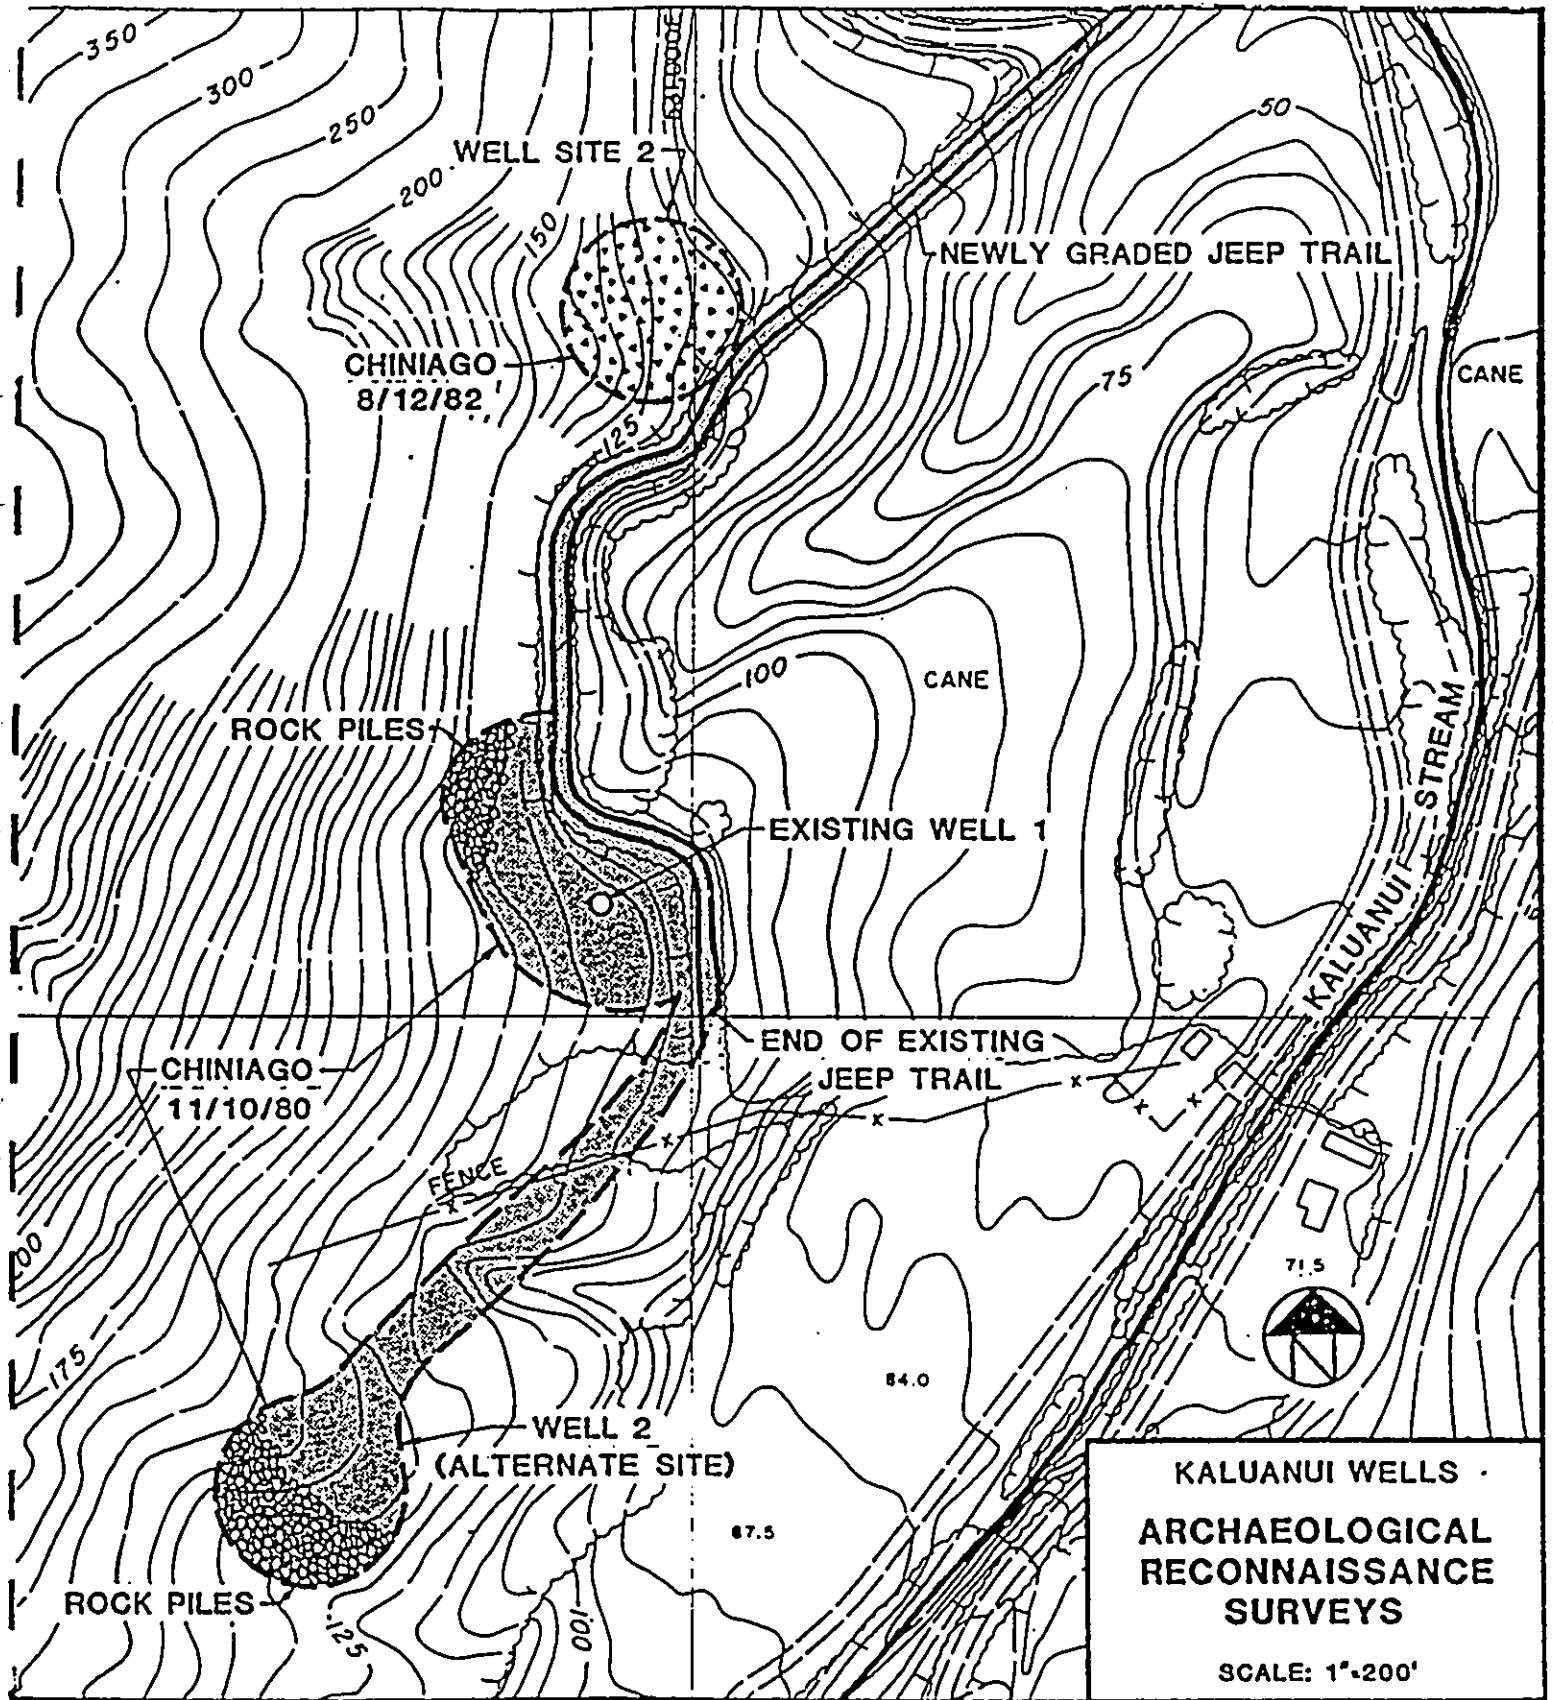 350
300
250
200
150
WELL SITE 2
50
NEWLY GRADED JEEP TRAIL
CHINIAGO
8/12/82
75
CANE
125
100
CANE
ROCK PILES
EXISTING WELL 1
KALUANUI STREAM
END OF EXISTING
JEEP TRAIL
CHINIAGO
11/10/80
x
x
x
x
x
x
FENCE
175
71.5
N
84.0
WELL 2
(ALTERNATE SITE)
67.5
ROCK PILES
125
100
KALUANUI WELLS
ARCHAEOLOGICAL
RECONNAISSANCE
SURVEYS
SCALE: 1"=200'